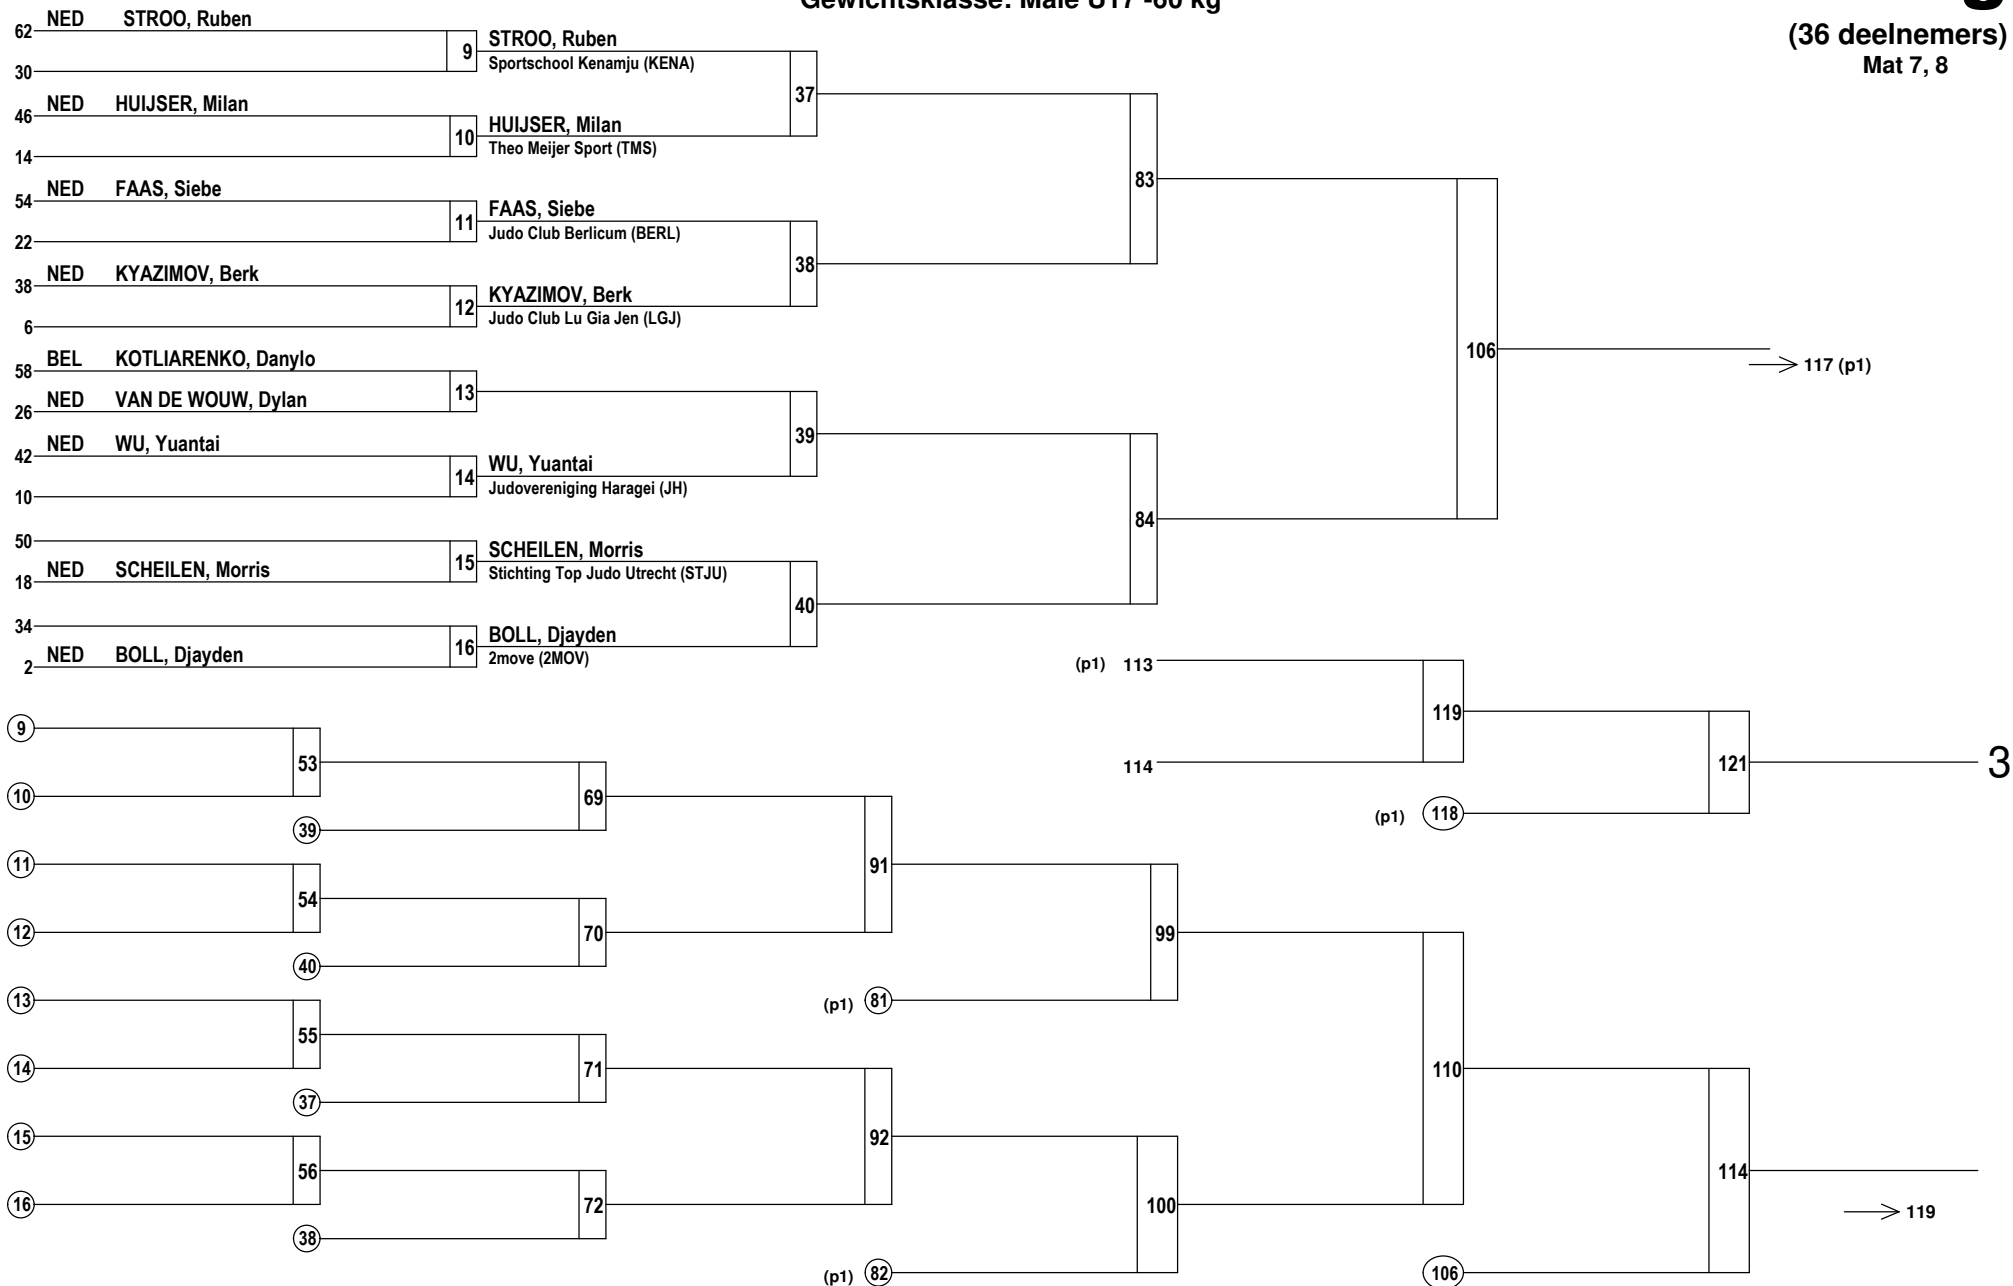 Gewichtsklasse: Male U17 -60 kg
(36 deelnemers)
Mat 7, 8
62 NED STROO, Ruben
30
9
STROO, Ruben
Sportschool Kenamju (KENA)
46 NED HUIJSER, Milan
14
10
HUIJSER, Milan
Theo Meijer Sport (TMS)
37
54 NED FAAS, Siebe
22
11
FAAS, Siebe
Judo Club Berlicum (BERL)
38 NED KYAZIMOV, Berk
6
12
KYAZIMOV, Berk
Judo Club Lu Gia Jen (LGJ)
38
83
58 BEL KOTLIARENKO, Danylo
26 NED VAN DE WOUW, Dylan
13
42 NED WU, Yuantai
10
14
WU, Yuantai
Judovereniging Haragei (JH)
39
50
18 NED SCHEILEN, Morris
15
SCHEILEN, Morris
Stichting Top Judo Utrecht (STJU)
34
2 NED BOLL, Djayden
16
BOLL, Djayden
2move (2MOV)
40
84
106
117 (p1)
(p1) 113
114
119
(p1) 118
121
3
9
10
53
39
69
11
12
54
40
70
91
(p1) 81
99
13
14
55
37
71
15
16
56
38
72
92
(p1) 82
100
110
106
114
119